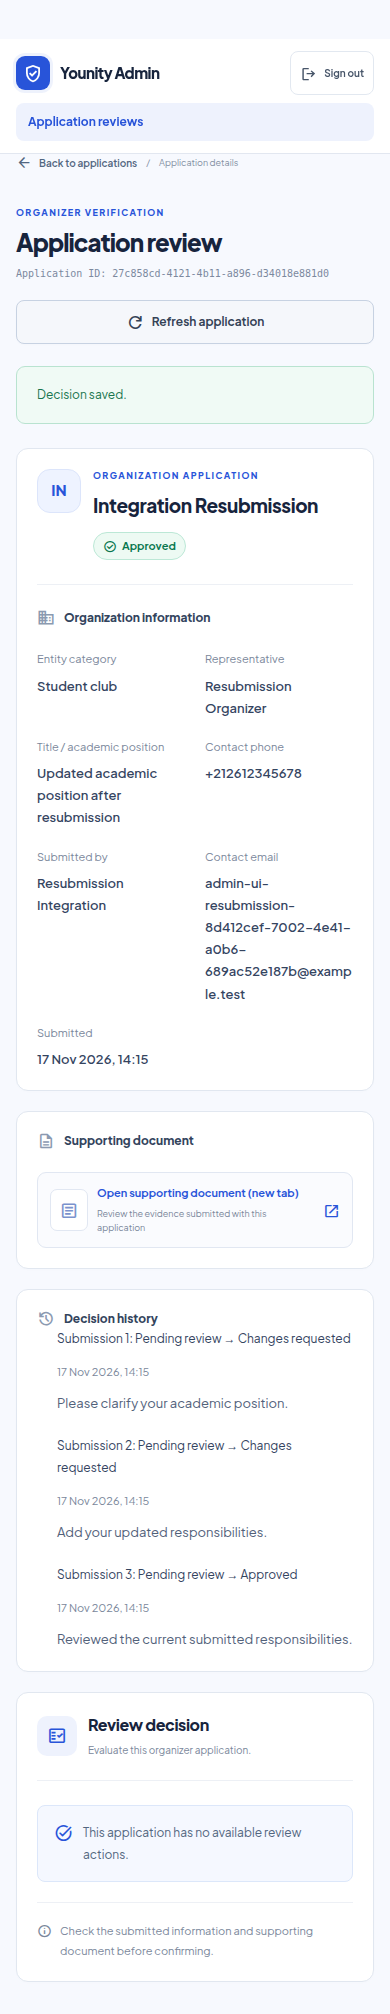 Younity Admin
Sign out
Application reviews
Back to applications / Application details
ORGANIZER VERIFICATION
Application review
Application ID: 27c858cd-4121-4b11-a896-d34018e881d0
Refresh application
Decision saved.
IN
ORGANIZATION APPLICATION
Integration Resubmission
Approved
Organization information
Entity category
Student club
Representative
Resubmission
Organizer
Title / academic position
Updated academic
position after
resubmission
Contact phone
+212612345678
Submitted by
Resubmission
Integration
Contact email
admin-ui-
resubmission-
8d412cef-7002-4e41-
a0b6-
689ac52e187b@examp
le.test
Submitted
17 Nov 2026, 14:15
Supporting document
Open supporting document (new tab)
Review the evidence submitted with this
application
Decision history
Submission 1: Pending review → Changes requested
17 Nov 2026, 14:15
Please clarify your academic position.
Submission 2: Pending review → Changes
requested
17 Nov 2026, 14:15
Add your updated responsibilities.
Submission 3: Pending review → Approved
17 Nov 2026, 14:15
Reviewed the current submitted responsibilities.
Review decision
Evaluate this organizer application.
This application has no available review
actions.
Check the submitted information and supporting
document before confirming.